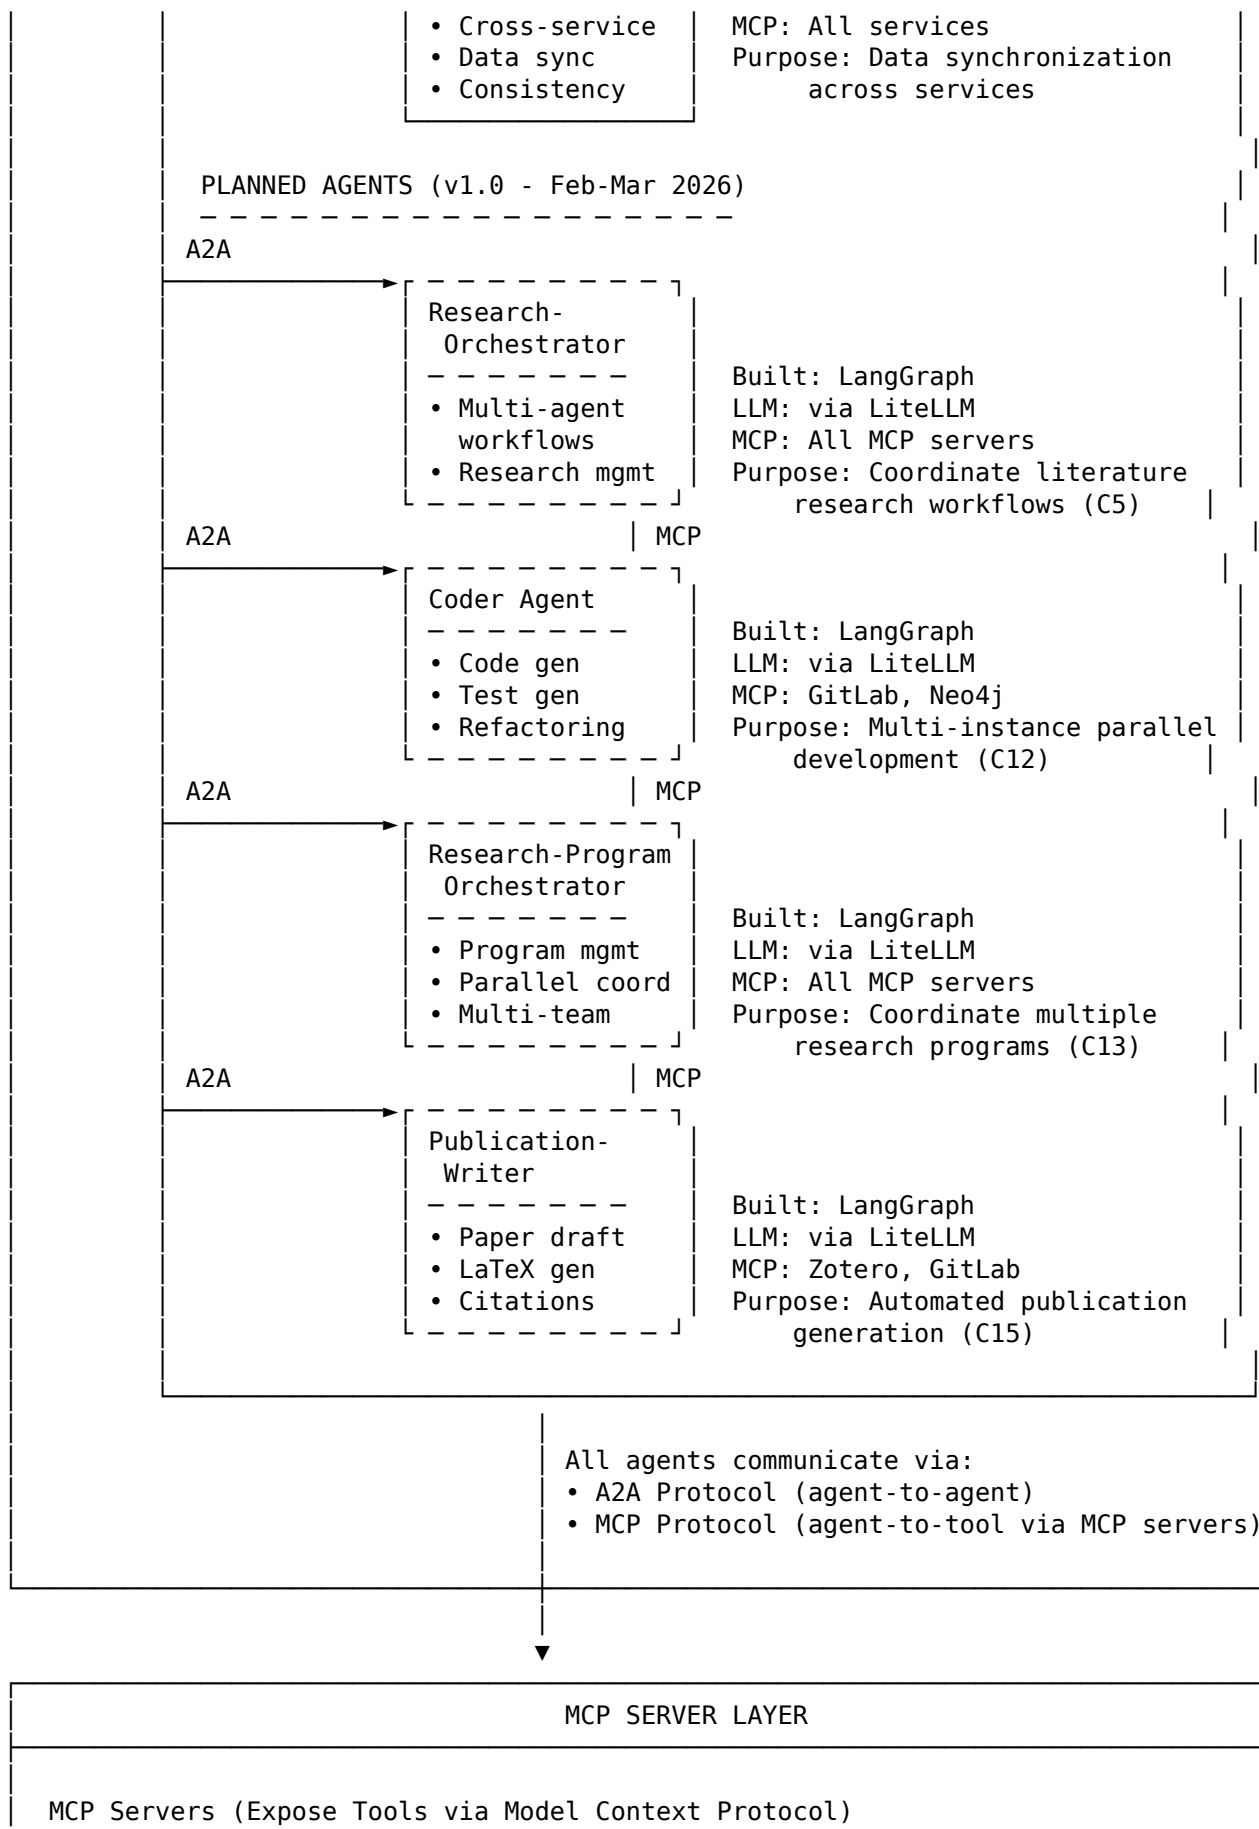 • Cross-service MCP: All services
• Data sync Purpose: Data synchronization
• Consistency across services
PLANNED AGENTS (v1.0 - Feb-Mar 2026)
A2A
Research-
Orchestrator
Built: LangGraph
• Multi-agent LLM: via LiteLLM
workflows MCP: All MCP servers
• Research mgmt Purpose: Coordinate literature
research workflows (C5)
A2A MCP
Coder Agent
Built: LangGraph
• Code gen LLM: via LiteLLM
• Test gen MCP: GitLab, Neo4j
• Refactoring Purpose: Multi-instance parallel
development (C12)
A2A MCP
Research-Program
Orchestrator
Built: LangGraph
• Program mgmt LLM: via LiteLLM
• Parallel coord MCP: All MCP servers
• Multi-team Purpose: Coordinate multiple
research programs (C13)
A2A MCP
Publication-
Writer
Built: LangGraph
• Paper draft LLM: via LiteLLM
• LaTeX gen MCP: Zotero, GitLab
• Citations Purpose: Automated publication
generation (C15)
All agents communicate via:
• A2A Protocol (agent-to-agent)
• MCP Protocol (agent-to-tool via MCP servers)
MCP SERVER LAYER
MCP Servers (Expose Tools via Model Context Protocol)